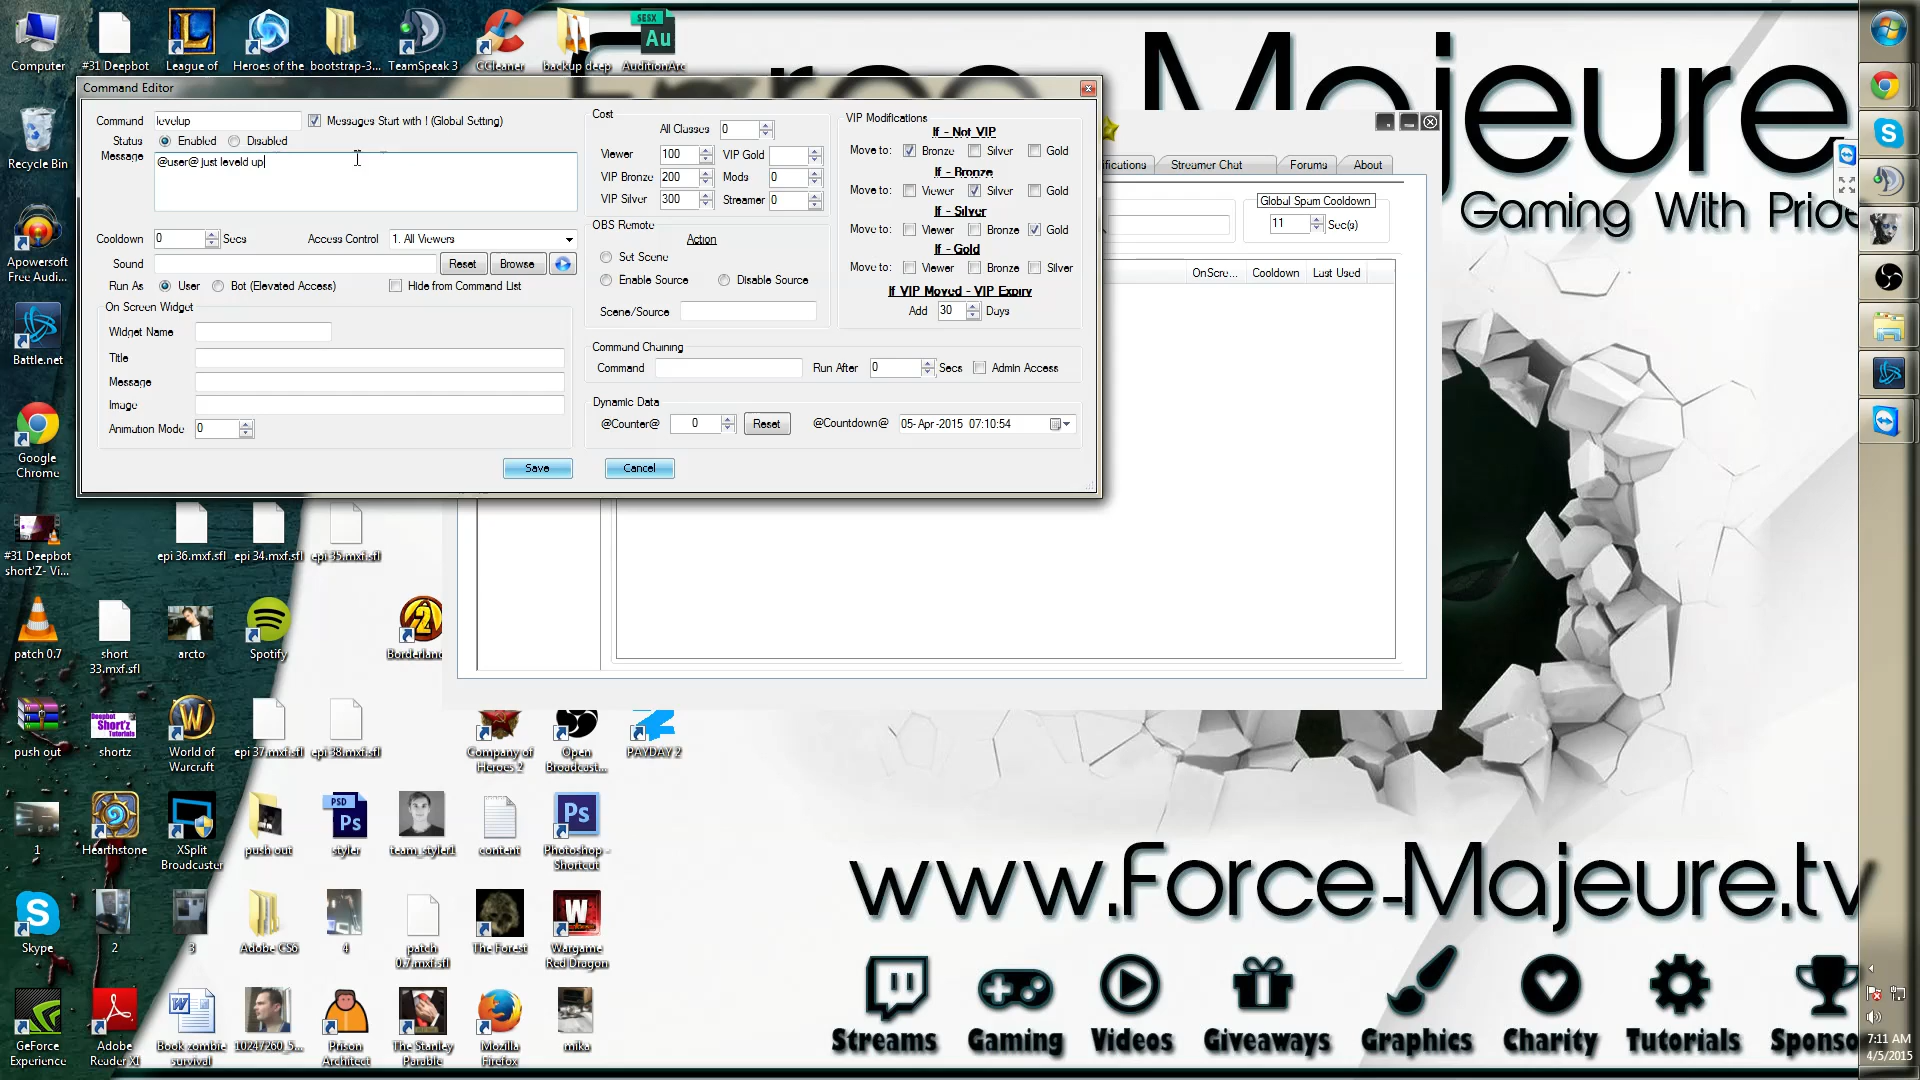 Computer
#31 Deepbot
League of
Heroes of the
bootstrap-3...
TeamSpeak 3
CCleaner
backup deep
AuditionArc
SESX
Au
Majeure
Gaming With Pride
Command Editor
Command
levelup
Messages Start with ! (Global Setting)
Status
Enabled
Disabled
Message
@user@ just leveld up
Cooldown
0
Secs
Access Control
1. All Viewers
Sound
Reset
Browse
Run As
User
Bot (Elevated Access)
Hide from Command List
On Screen Widget
Widget Name
Title
Message
Image
Animation Mode
0
Save
Cancel
Cost
All Classes
0
Viewer
100
VIP Gold
VIP Bronze
200
Mods
0
VIP Silver
300
Streamer
0
OBS Remote
Action
Set Scene
Enable Source
Disable Source
Scene/Source
VIP Modifications
If - Not VIP
Move to:
Bronze
Silver
Gold
If - Bronze
Move to:
Viewer
Silver
Gold
If - Silver
Move to:
Viewer
Bronze
Gold
If - Gold
Move to:
Viewer
Bronze
Silver
If VIP Moved - VIP Expiry
Add
30
Days
Command Chaining
Command
Run After
0
Secs
Admin Access
Dynamic Data
@Counter@
0
Reset
@Countdown@
05-Apr-2015 07:10:54
ifications
Streamer Chat
Forums
About
Global Spam Cooldown
11
Sec(s)
OnScre...
Cooldown
Last Used
Recycle Bin
Apowersoft
Free Audi...
Battle.net
Google
Chrome
#31 Deepbot
short'Z- Vi...
epi 36.mxf.sfl
epi 34.mxf.sfl
epi 35.mxf.sfl
patch 0.7
short
33.mxf.sfl
arcto
Spotify
Borderlan
push out
Deepbot
Short'z
Tutorials
shortz
World of
Warcraft
epi 37.mxf.sfl
epi 38.mxf.sfl
Company of
Heroes 2
Open
Broadcast...
PAYDAY 2
1
Hearthstone
XSplit
Broadcaster
push out
PSD
Ps
styler
team_styler1
content
Ps
Photoshop -
Shortcut
Skype
2
3
Adobe CS6
4
patch
0.7.mxf.sfl
The Forest
Wargame
Red Dragon
GeForce
Experience
Adobe
Reader XI
Book zombie
survival
10247260_5...
Prison
Architect
The Stanley
Parable
Mozilla
Firefox
mika
www.Force-Majeure.tv
Streams
Gaming
Videos
Giveaways
Graphics
Charity
Tutorials
Sponso
7:11 AM
4/5/2015